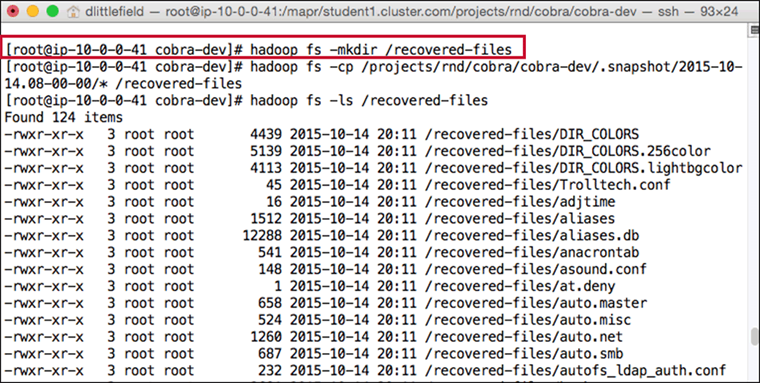 dlittlefield — root@ip-10-0-0-41:/mapr/student1.cluster.com/projects/rnd/cobra/cobra-dev — ssh — 93×24
[root@ip-10-0-0-41 cobra-dev]# hadoop fs -mkdir /recovered-files
[root@ip-10-0-0-41 cobra-dev]# hadoop fs -cp /projects/rnd/cobra/cobra-dev/.snapshot/2015-10-
14.08-00-00/* /recovered-files
[root@ip-10-0-0-41 cobra-dev]# hadoop fs -ls /recovered-files
Found 124 items
-rwxr-xr-x   3 root root       4439 2015-10-14 20:11 /recovered-files/DIR_COLORS
-rwxr-xr-x   3 root root       5139 2015-10-14 20:11 /recovered-files/DIR_COLORS.256color
-rwxr-xr-x   3 root root       4113 2015-10-14 20:11 /recovered-files/DIR_COLORS.lightbgcolor
-rwxr-xr-x   3 root root         45 2015-10-14 20:11 /recovered-files/Trolltech.conf
-rwxr-xr-x   3 root root         16 2015-10-14 20:11 /recovered-files/adjtime
-rwxr-xr-x   3 root root       1512 2015-10-14 20:11 /recovered-files/aliases
-rwxr-xr-x   3 root root      12288 2015-10-14 20:11 /recovered-files/aliases.db
-rwxr-xr-x   3 root root        541 2015-10-14 20:11 /recovered-files/anacrontab
-rwxr-xr-x   3 root root        148 2015-10-14 20:11 /recovered-files/asound.conf
-rwxr-xr-x   3 root root          1 2015-10-14 20:11 /recovered-files/at.deny
-rwxr-xr-x   3 root root        658 2015-10-14 20:11 /recovered-files/auto.master
-rwxr-xr-x   3 root root        524 2015-10-14 20:11 /recovered-files/auto.misc
-rwxr-xr-x   3 root root       1260 2015-10-14 20:11 /recovered-files/auto.net
-rwxr-xr-x   3 root root        687 2015-10-14 20:11 /recovered-files/auto.smb
-rwxr-xr-x   3 root root        232 2015-10-14 20:11 /recovered-files/autofs_ldap_auth.conf